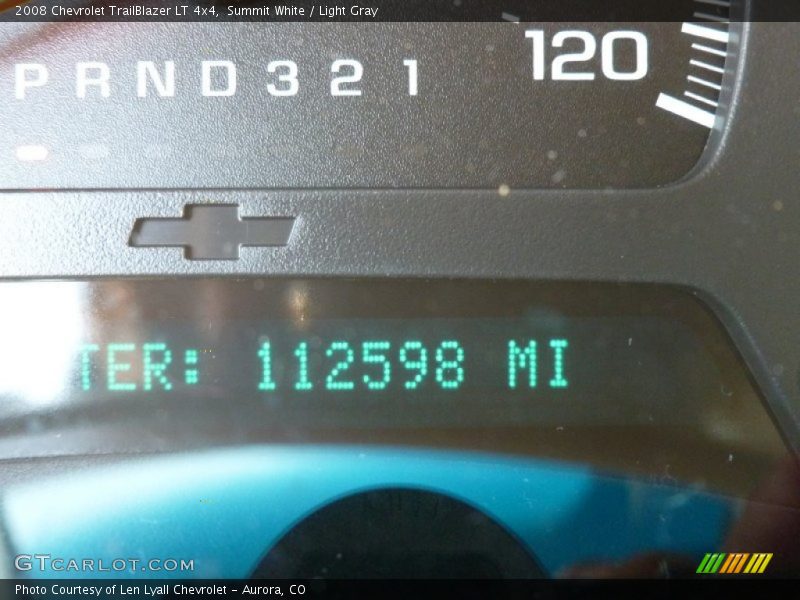 2008 Chevrolet TrailBlazer LT 4x4, Summit White / Light Gray
120
P R N D 3 2 1
TER: 112598 MI
GTCARLOT.COM
Photo Courtesy of Len Lyall Chevrolet - Aurora, CO